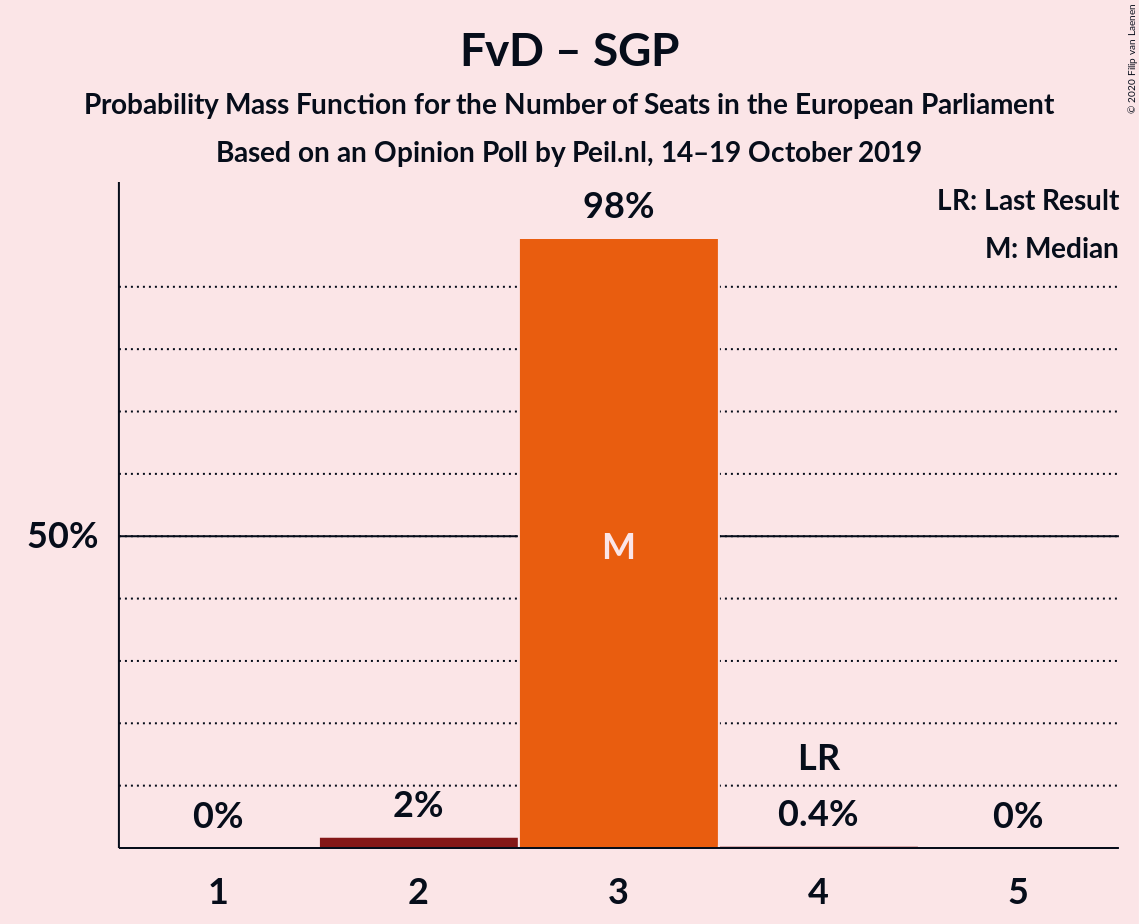 FvD – SGP
Probability Mass Function for the Number of Seats in the European Parliament
Based on an Opinion Poll by Peil.nl, 14–19 October 2019
© 2020 Filip van Laenen
LR: Last Result
M: Median
98%
50%
M
LR
0%
2%
0.4%
0%
1 2 3 4 5